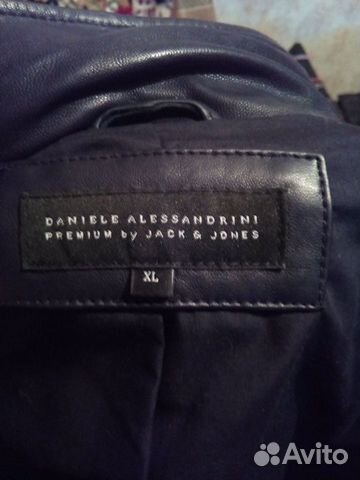 DANIELE ALESSANDRINI
PREMIUM by JACK & JONES
XL
Avito